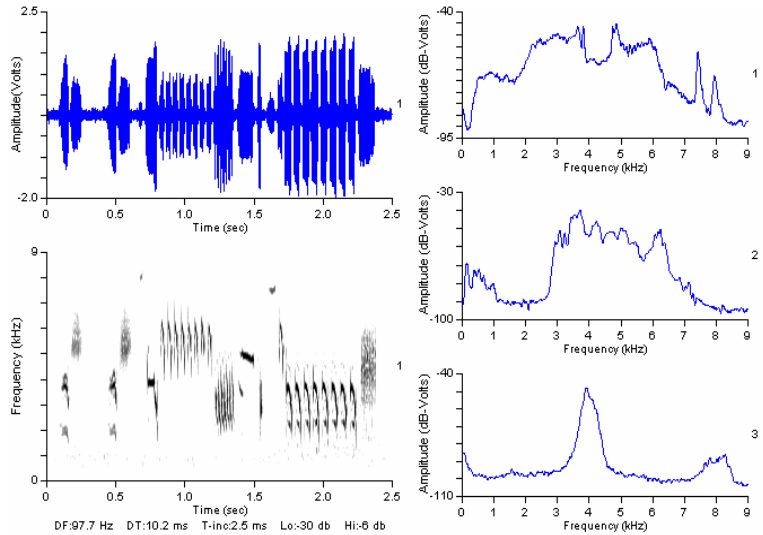 2.5
Amplitude(Volts)
1
-2.0
0 0.5 1.0 1.5 2.0 2.5
Time (sec)
9
Frequency (kHz)
1
0
0 0.5 1.0 1.5 2.0 2.5
Time (sec)
DF:97.7 Hz DT:10.2 ms T-inc:2.5 ms Lo:-30 db Hi:-6 db
-40
Amplitude (dB-Volts)
1
-95
0 1 2 3 4 5 6 7 8 9
Frequency (kHz)
-30
Amplitude (dB-Volts)
2
-100
0 1 2 3 4 5 6 7 8 9
Frequency (kHz)
-40
Amplitude (dB-Volts)
3
-110
0 1 2 3 4 5 6 7 8 9
Frequency (kHz)